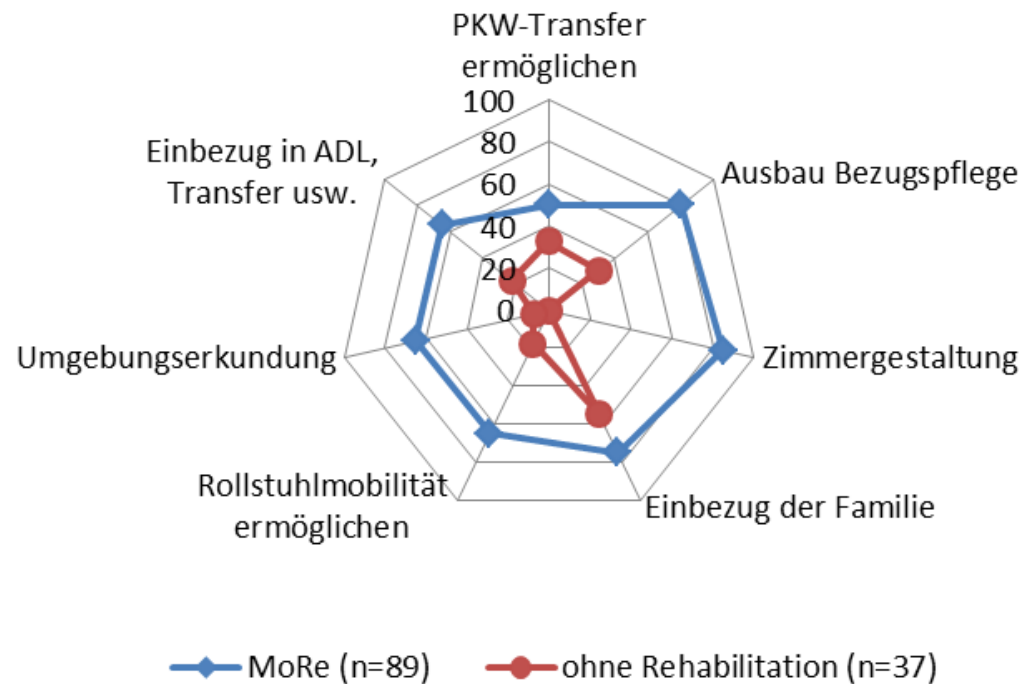 PKW-Transfer
ermöglichen
100
80
60
40
20
0
Einbezug in ADL,
Transfer usw.
Ausbau Bezugspflege
Umgebungserkundung
Zimmergestaltung
Rollstuhlmobilität
ermöglichen
Einbezug der Familie
MoRe (n=89)
ohne Rehabilitation (n=37)